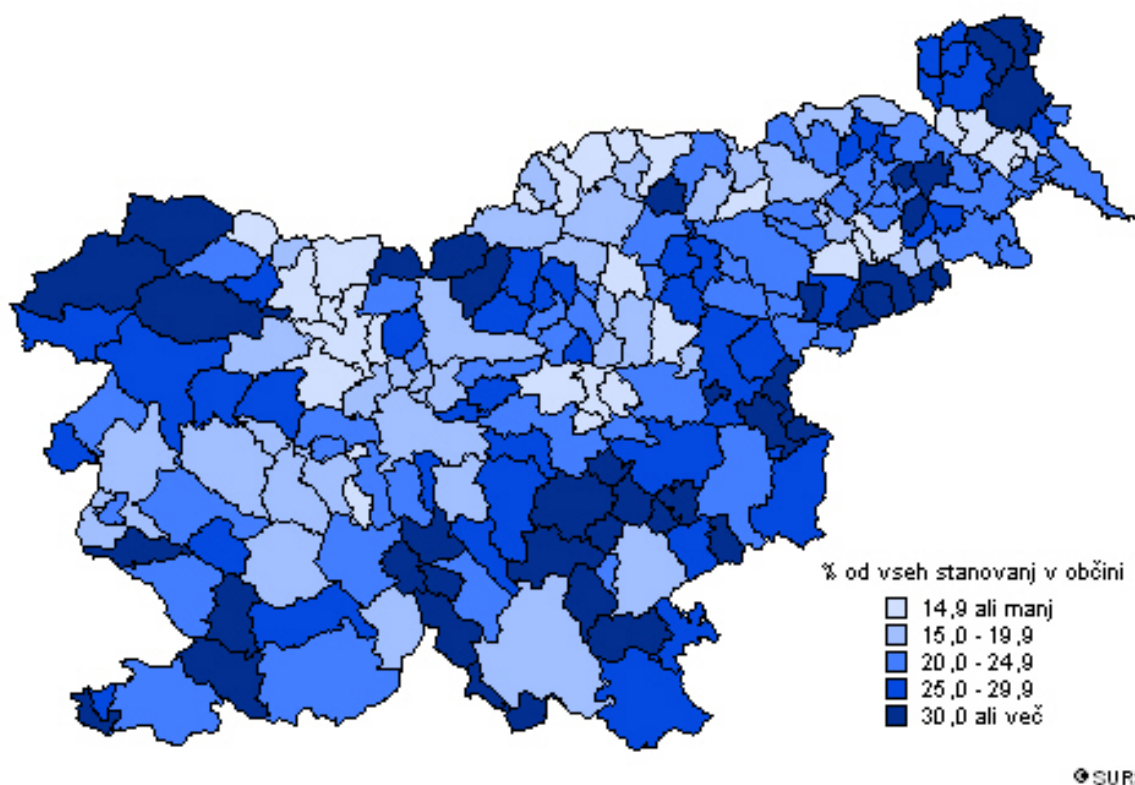 % od vseh stanovanj v občini
14,9 ali manj
15,0 - 19,9
20,0 - 24,9
25,0 - 29,9
30,0 ali več
© SUR